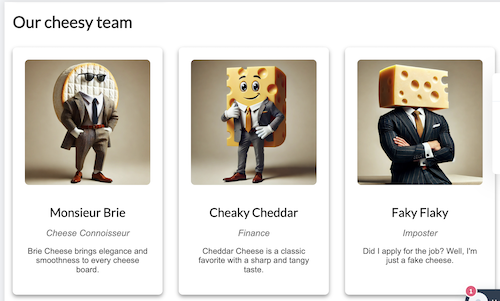 Our cheesy team
Monsieur Brie
Cheese Connoisseur
Brie Cheese brings elegance and
smoothness to every cheese
board.
Cheaky Cheddar
Finance
Cheddar Cheese is a classic
favorite with a sharp and tangy
taste.
Faky Flaky
Imposter
Did I apply for the job? Well, I'm
just a fake cheese.
1